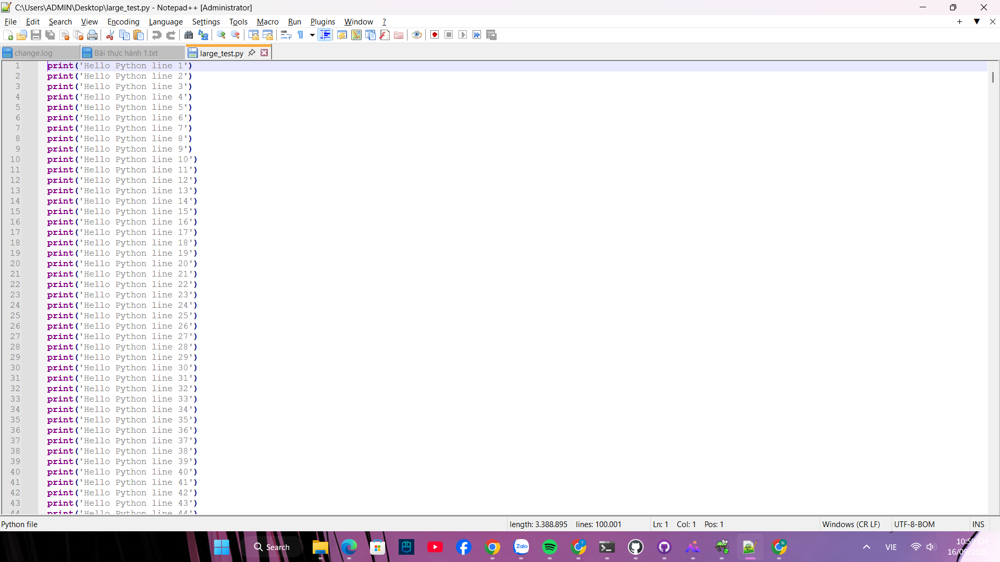 C:\Users\ADMIN\Desktop\large_test.py - Notepad++ [Administrator]
File Edit Search View Encoding Language Settings Tools Macro Run Plugins Window ?
change.log Bài thực hành 1.txt large_test.py
1 print('Hello Python line 1')
2 print('Hello Python line 2')
3 print('Hello Python line 3')
4 print('Hello Python line 4')
5 print('Hello Python line 5')
6 print('Hello Python line 6')
7 print('Hello Python line 7')
8 print('Hello Python line 8')
9 print('Hello Python line 9')
10 print('Hello Python line 10')
11 print('Hello Python line 11')
12 print('Hello Python line 12')
13 print('Hello Python line 13')
14 print('Hello Python line 14')
15 print('Hello Python line 15')
16 print('Hello Python line 16')
17 print('Hello Python line 17')
18 print('Hello Python line 18')
19 print('Hello Python line 19')
20 print('Hello Python line 20')
21 print('Hello Python line 21')
22 print('Hello Python line 22')
23 print('Hello Python line 23')
24 print('Hello Python line 24')
25 print('Hello Python line 25')
26 print('Hello Python line 26')
27 print('Hello Python line 27')
28 print('Hello Python line 28')
29 print('Hello Python line 29')
30 print('Hello Python line 30')
31 print('Hello Python line 31')
32 print('Hello Python line 32')
33 print('Hello Python line 33')
34 print('Hello Python line 34')
35 print('Hello Python line 35')
36 print('Hello Python line 36')
37 print('Hello Python line 37')
38 print('Hello Python line 38')
39 print('Hello Python line 39')
40 print('Hello Python line 40')
41 print('Hello Python line 41')
42 print('Hello Python line 42')
43 print('Hello Python line 43')
44 print('Hello Python line 44')
Python file length: 3.388.895 lines: 100.001 Ln: 1 Col: 1 Pos: 1 Windows (CR LF) UTF-8-BOM INS
Search Zalo VIE 10:59 CH
16/09/